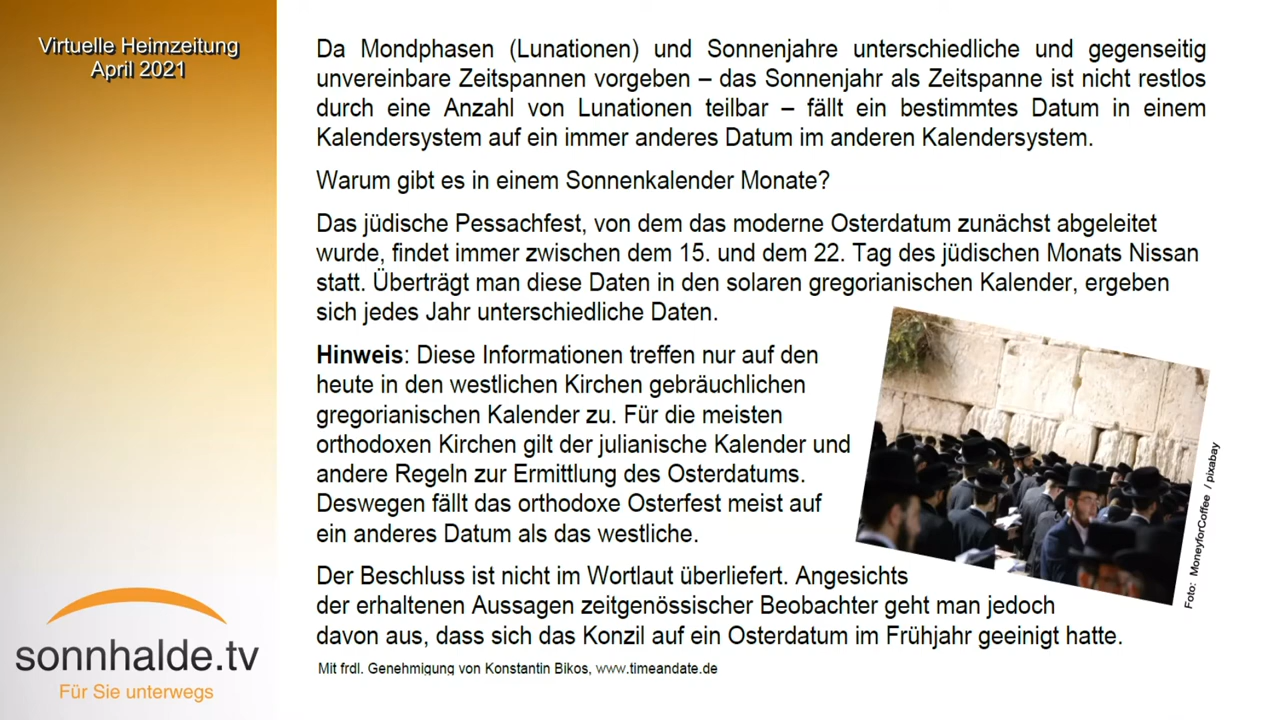 Virtuelle Heimzeitung
April 2021
Da Mondphasen (Lunationen) und Sonnenjahre unterschiedliche und gegenseitig
unvereinbare Zeitspannen vorgeben – das Sonnenjahr als Zeitspanne ist nicht restlos
durch eine Anzahl von Lunationen teilbar – fällt ein bestimmtes Datum in einem
Kalendersystem auf ein immer anderes Datum im anderen Kalendersystem.
Warum gibt es in einem Sonnenkalender Monate?
Das jüdische Pessachfest, von dem das moderne Osterdatum zunächst abgeleitet
wurde, findet immer zwischen dem 15. und dem 22. Tag des jüdischen Monats Nissan
statt. Überträgt man diese Daten in den solaren gregorianischen Kalender, ergeben
sich jedes Jahr unterschiedliche Daten.
Hinweis: Diese Informationen treffen nur auf den
heute in den westlichen Kirchen gebräuchlichen
gregorianischen Kalender zu. Für die meisten
orthodoxen Kirchen gilt der julianische Kalender und
andere Regeln zur Ermittlung des Osterdatums.
Deswegen fällt das orthodoxe Osterfest meist auf
ein anderes Datum als das westliche.
Der Beschluss ist nicht im Wortlaut überliefert. Angesichts
der erhaltenen Aussagen zeitgenössischer Beobachter geht man jedoch
davon aus, dass sich das Konzil auf ein Osterdatum im Frühjahr geeinigt hatte.
Mit frdl. Genehmigung von Konstantin Bikos, www.timeanddate.de
Foto: MoneyforCoffee / pixabay
sonnhalde.tv
Für Sie unterwegs